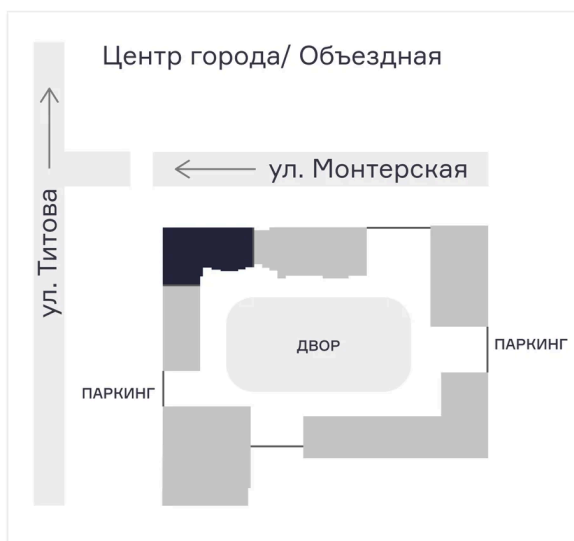 Центр города/ Объездная
ул. Монтерская
ул. Титова
ДВОР
ПАРКИНГ
ПАРКИНГ